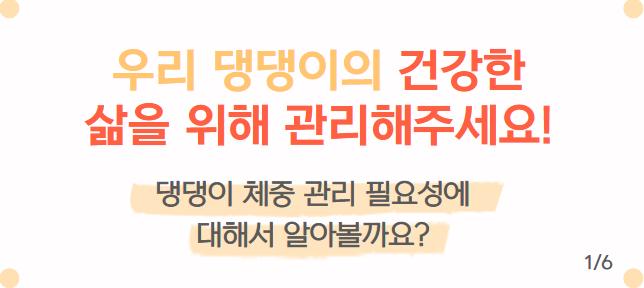 우리 댕댕이의 건강한
삶을 위해 관리해주세요!
댕댕이 체중 관리 필요성에
대해서 알아볼까요?
1/6